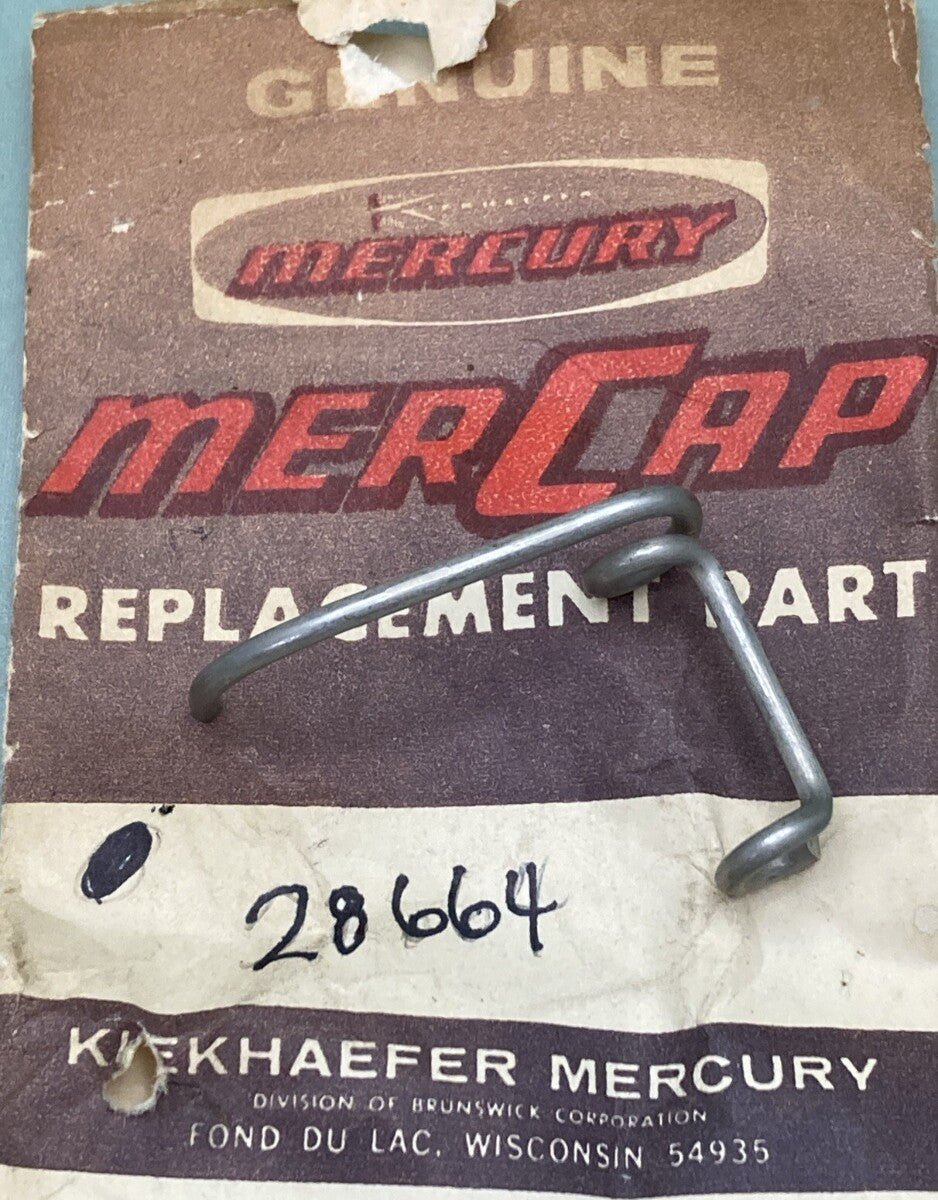 GENUINE
KIEKHAEFER
MERCURY
MERCAP
REPLACEMENT PART
28664
KIEKHAEFER MERCURY
DIVISION OF BRUNSWICK CORPORATION
FOND DU LAC, WISCONSIN 54935